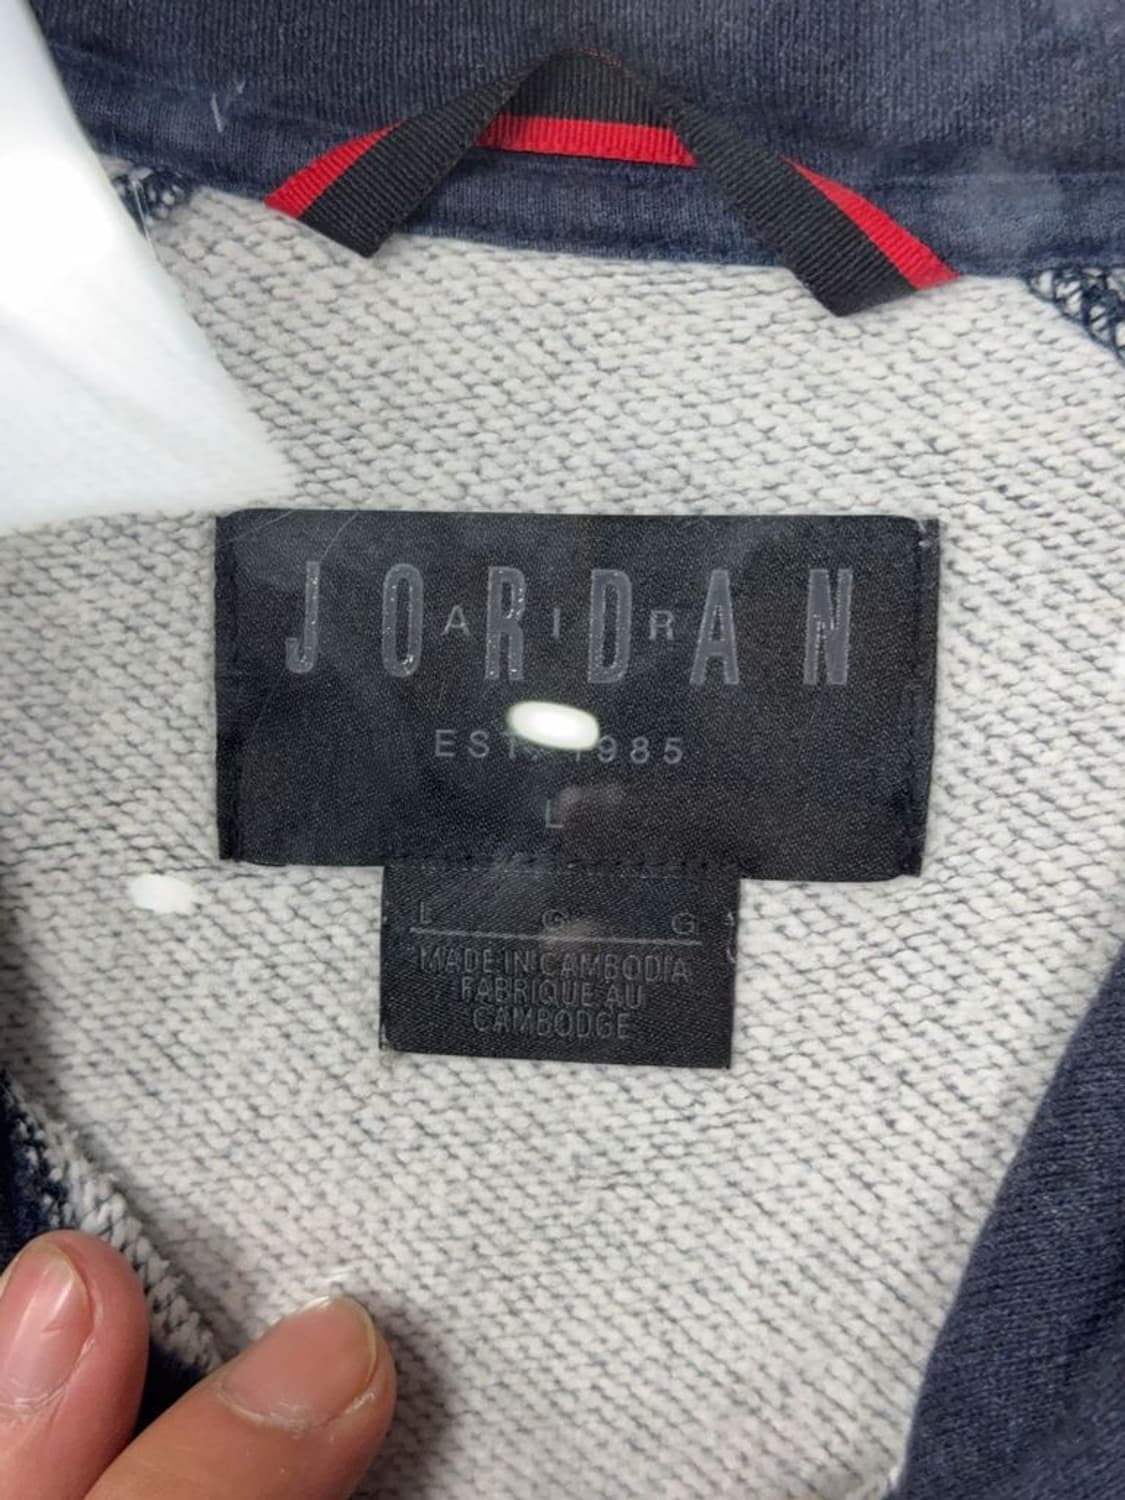 JORDAN
AIR
EST. 1985
L
L G G
MADE IN CAMBODIA
FABRIQUE AU
CAMBODGE